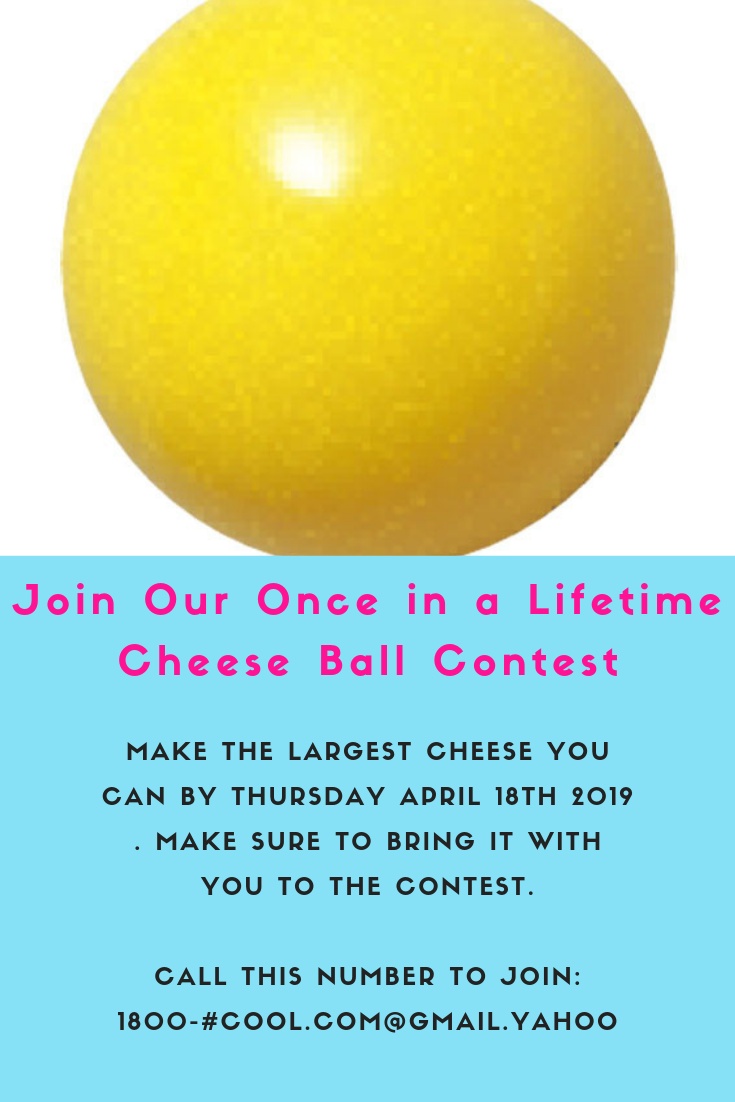 Join Our Once in a Lifetime
Cheese Ball Contest
MAKE THE LARGEST CHEESE YOU
CAN BY THURSDAY APRIL 18TH 2019
. MAKE SURE TO BRING IT WITH
YOU TO THE CONTEST.
CALL THIS NUMBER TO JOIN:
1800-#COOL.COM@GMAIL.YAHOO